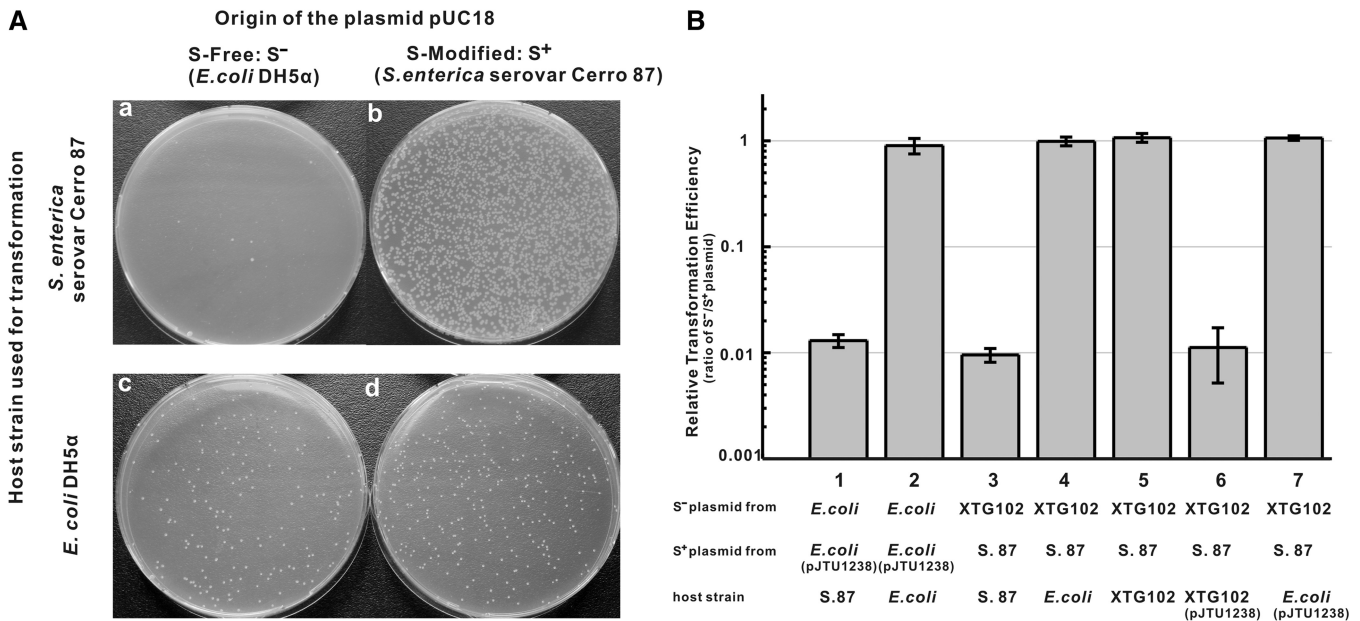 A
Origin of the plasmid pUC18
S-Free: S⁻
(E.coli DH5α)
S-Modified: S⁺
(S.enterica serovar Cerro 87)
Host strain used for transformation
S. enterica
serovar Cerro 87
E. coli DH5α
a
b
c
d
B
Relative Transformation Efficiency
(ratio of S⁻/S⁺plasmid)
1
0.1
0.01
0.001
1 2 3 4 5 6 7
S⁻plasmid from E.coli E.coli XTG102 XTG102 XTG102 XTG102 XTG102
S⁺plasmid from E.coli E.coli S. 87 S. 87 S. 87 S. 87 S. 87
(pJTU1238) (pJTU1238)
host strain S.87 E.coli S. 87 E.coli XTG102 XTG102 E.coli
(pJTU1238) (pJTU1238)